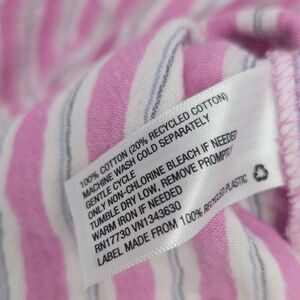 100% COTTON (20% RECYCLED COTTON)
MACHINE WASH COLD SEPARATELY
GENTLE CYCLE
ONLY NON-CHLORINE BLEACH IF NEEDED
TUMBLE DRY LOW, REMOVE PROMPTLY
WARM IRON IF NEEDED
RN17730 VN1343630
LABEL MADE FROM 100% RECYCLED PLASTIC